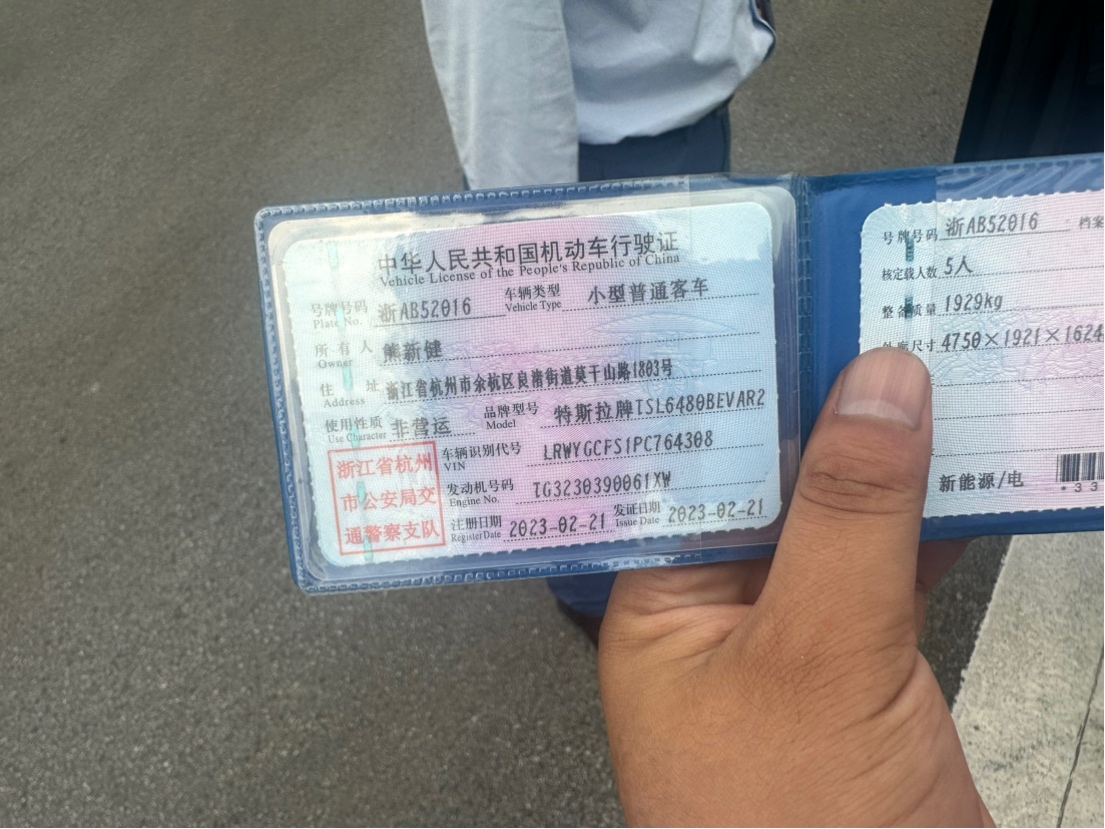 中华人民共和国机动车行驶证
Vehicle License of the People's Republic of China
号牌号码 浙AB52016 车辆类型 小型普通客车
Plate No. Vehicle Type
所有人 熊新健
Owner
住址 浙江省杭州市余杭区良渚街道莫干山路1803号
Address
使用性质 非营运 品牌型号 特斯拉牌TSL6480BEVAR2
Use Character Model
浙江省杭州
市公安局交
通警察支队
车辆识别代号 LRWYGCFS1PC764308
VIN
发动机号码 TG3230390061XW
Engine No.
注册日期 2023-02-21 发证日期 2023-02-21
Register Date Issue Date
号牌号码 浙AB52016 档案
核定载人数 5人
整备质量 1929kg
外廓尺寸 4750×1921×1624
新能源/电
*33